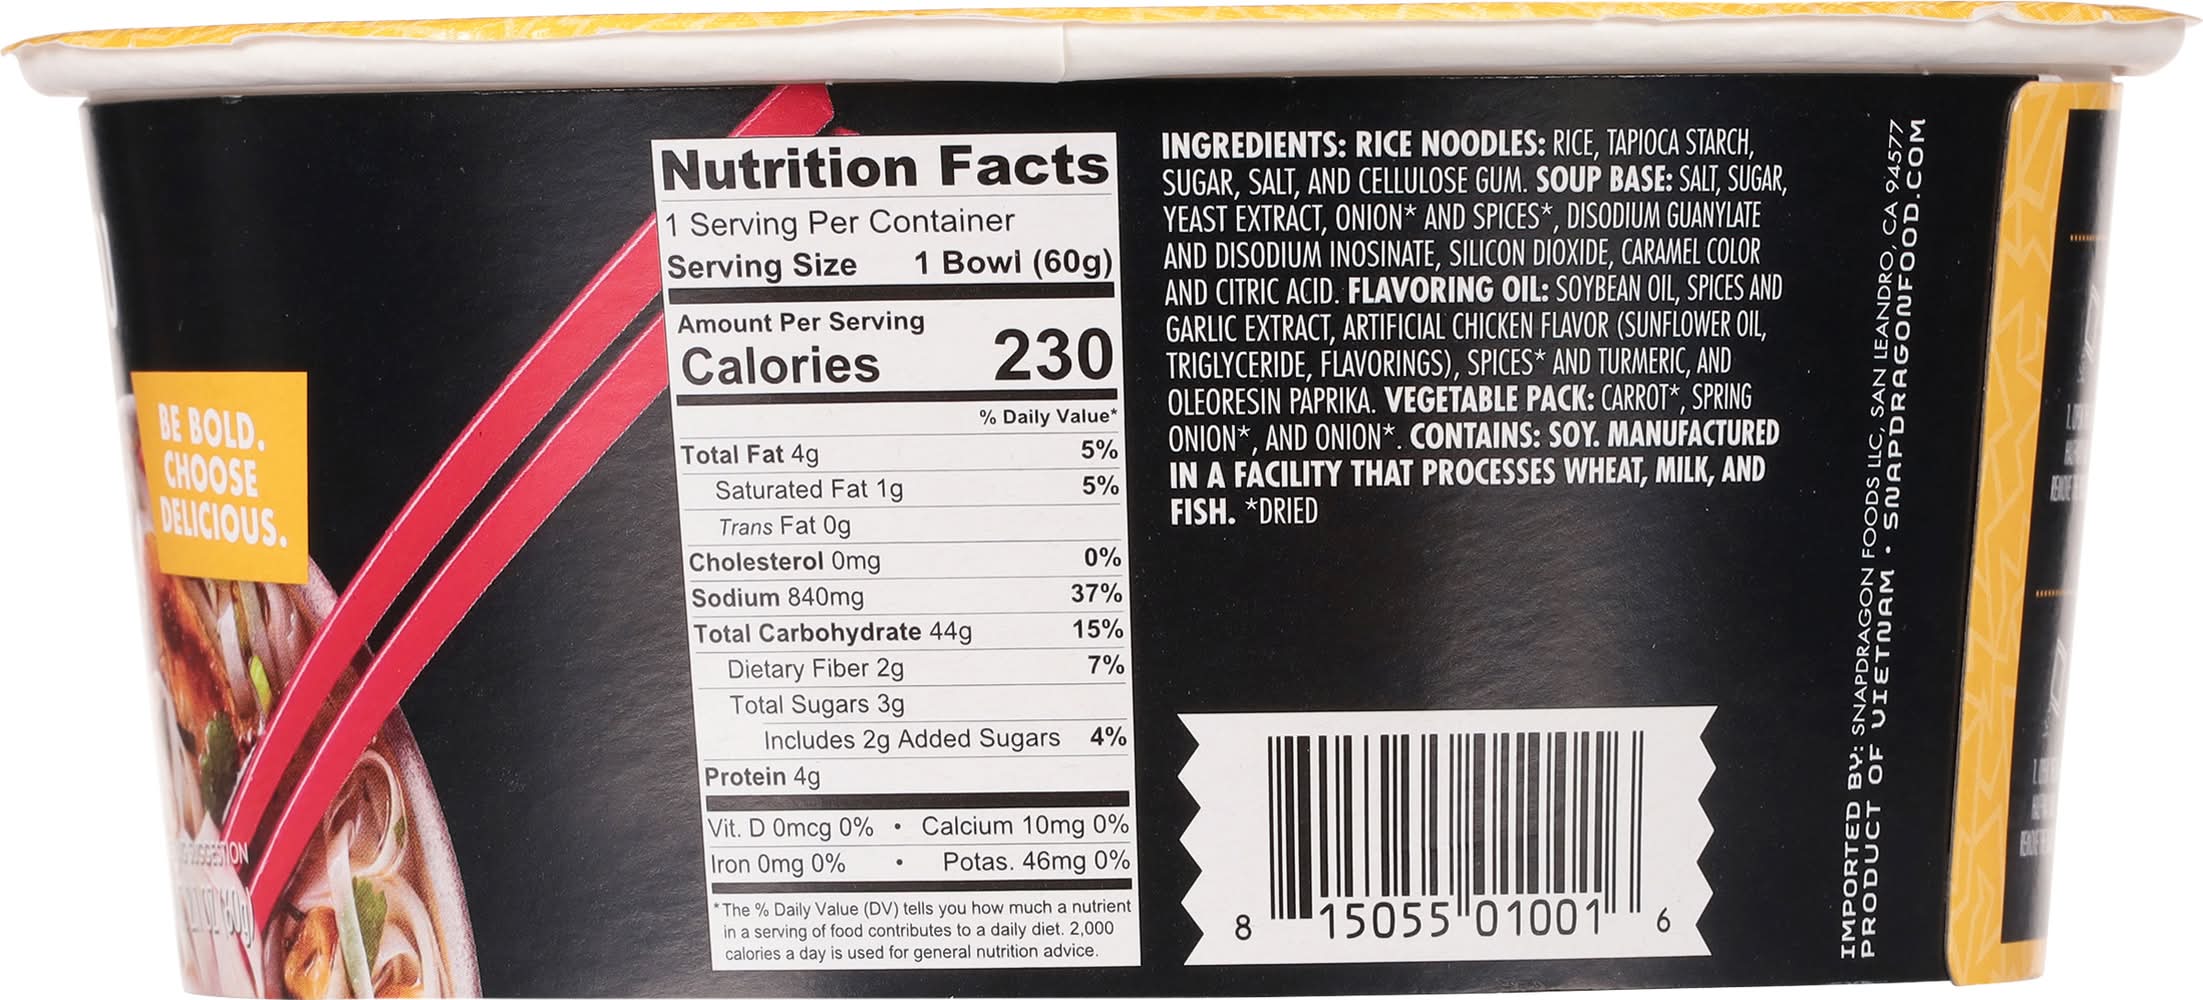 BE BOLD.
CHOOSE
DELICIOUS.
SUGGESTION
2.1 OZ (60g)
Nutrition Facts
1 Serving Per Container
Serving Size 1 Bowl (60g)
Amount Per Serving
Calories 230
% Daily Value*
Total Fat 4g 5%
Saturated Fat 1g 5%
Trans Fat 0g
Cholesterol 0mg 0%
Sodium 840mg 37%
Total Carbohydrate 44g 15%
Dietary Fiber 2g 7%
Total Sugars 3g
Includes 2g Added Sugars 4%
Protein 4g
Vit. D 0mcg 0% • Calcium 10mg 0%
Iron 0mg 0% • Potas. 46mg 0%
*The % Daily Value (DV) tells you how much a nutrient
in a serving of food contributes to a daily diet. 2,000
calories a day is used for general nutrition advice.
INGREDIENTS: RICE NOODLES: RICE, TAPIOCA STARCH,
SUGAR, SALT, AND CELLULOSE GUM. SOUP BASE: SALT, SUGAR,
YEAST EXTRACT, ONION* AND SPICES*, DISODIUM GUANYLATE
AND DISODIUM INOSINATE, SILICON DIOXIDE, CARAMEL COLOR
AND CITRIC ACID. FLAVORING OIL: SOYBEAN OIL, SPICES AND
GARLIC EXTRACT, ARTIFICIAL CHICKEN FLAVOR (SUNFLOWER OIL,
TRIGLYCERIDE, FLAVORINGS), SPICES* AND TURMERIC, AND
OLEORESIN PAPRIKA. VEGETABLE PACK: CARROT*, SPRING
ONION*, AND ONION*. CONTAINS: SOY. MANUFACTURED
IN A FACILITY THAT PROCESSES WHEAT, MILK, AND
FISH. *DRIED
8 15055 01001 6
IMPORTED BY: SNAPDRAGON FOODS LLC, SAN LEANDRO, CA 94577
PRODUCT OF VIETNAM • SNAPDRAGONFOOD.COM